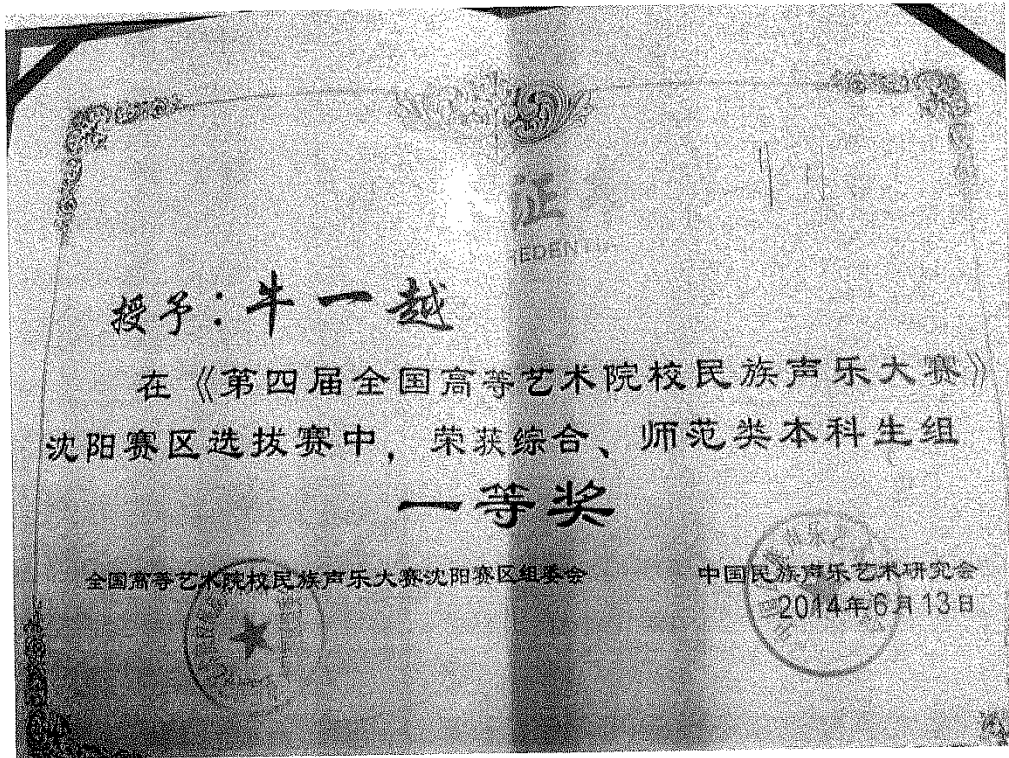 证
授予：牛一越
在《第四届全国高等艺术院校民族声乐大赛》
沈阳赛区选拔赛中，荣获综合、师范类本科生组
一等奖
全国高等艺术院校民族声乐大赛沈阳赛区组委会
中国民族声乐艺术研究会
2014年6月13日